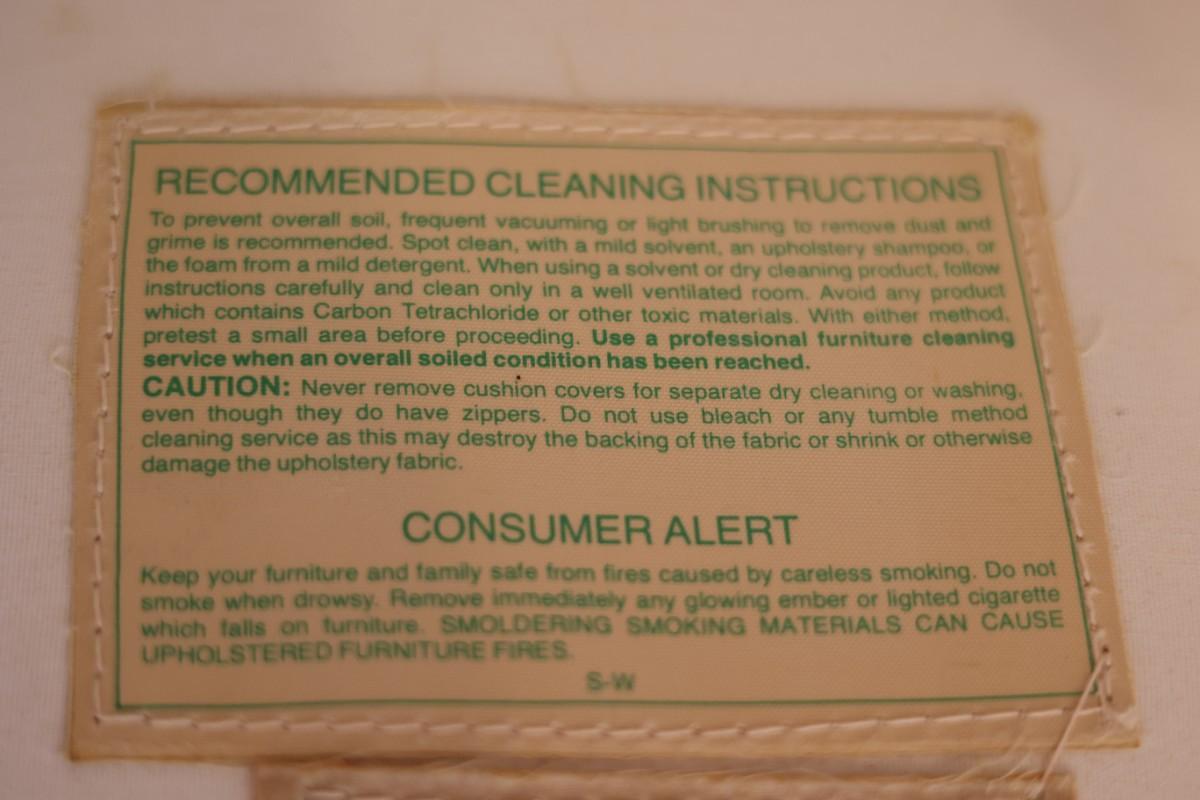 RECOMMENDED CLEANING INSTRUCTIONS
To prevent overall soil, frequent vacuuming or light brushing to remove dust and
grime is recommended. Spot clean, with a mild solvent, an upholstery shampoo, or
the foam from a mild detergent. When using a solvent or dry cleaning product, follow
instructions carefully and clean only in a well ventilated room. Avoid any product
which contains Carbon Tetrachloride or other toxic materials. With either method,
pretest a small area before proceeding. Use a professional furniture cleaning
service when an overall soiled condition has been reached.
CAUTION: Never remove cushion covers for separate dry cleaning or washing,
even though they do have zippers. Do not use bleach or any tumble method
cleaning service as this may destroy the backing of the fabric or shrink or otherwise
damage the upholstery fabric.
CONSUMER ALERT
Keep your furniture and family safe from fires caused by careless smoking. Do not
smoke when drowsy. Remove immediately any glowing ember or lighted cigarette
which falls on furniture. SMOLDERING SMOKING MATERIALS CAN CAUSE
UPHOLSTERED FURNITURE FIRES.
S-W